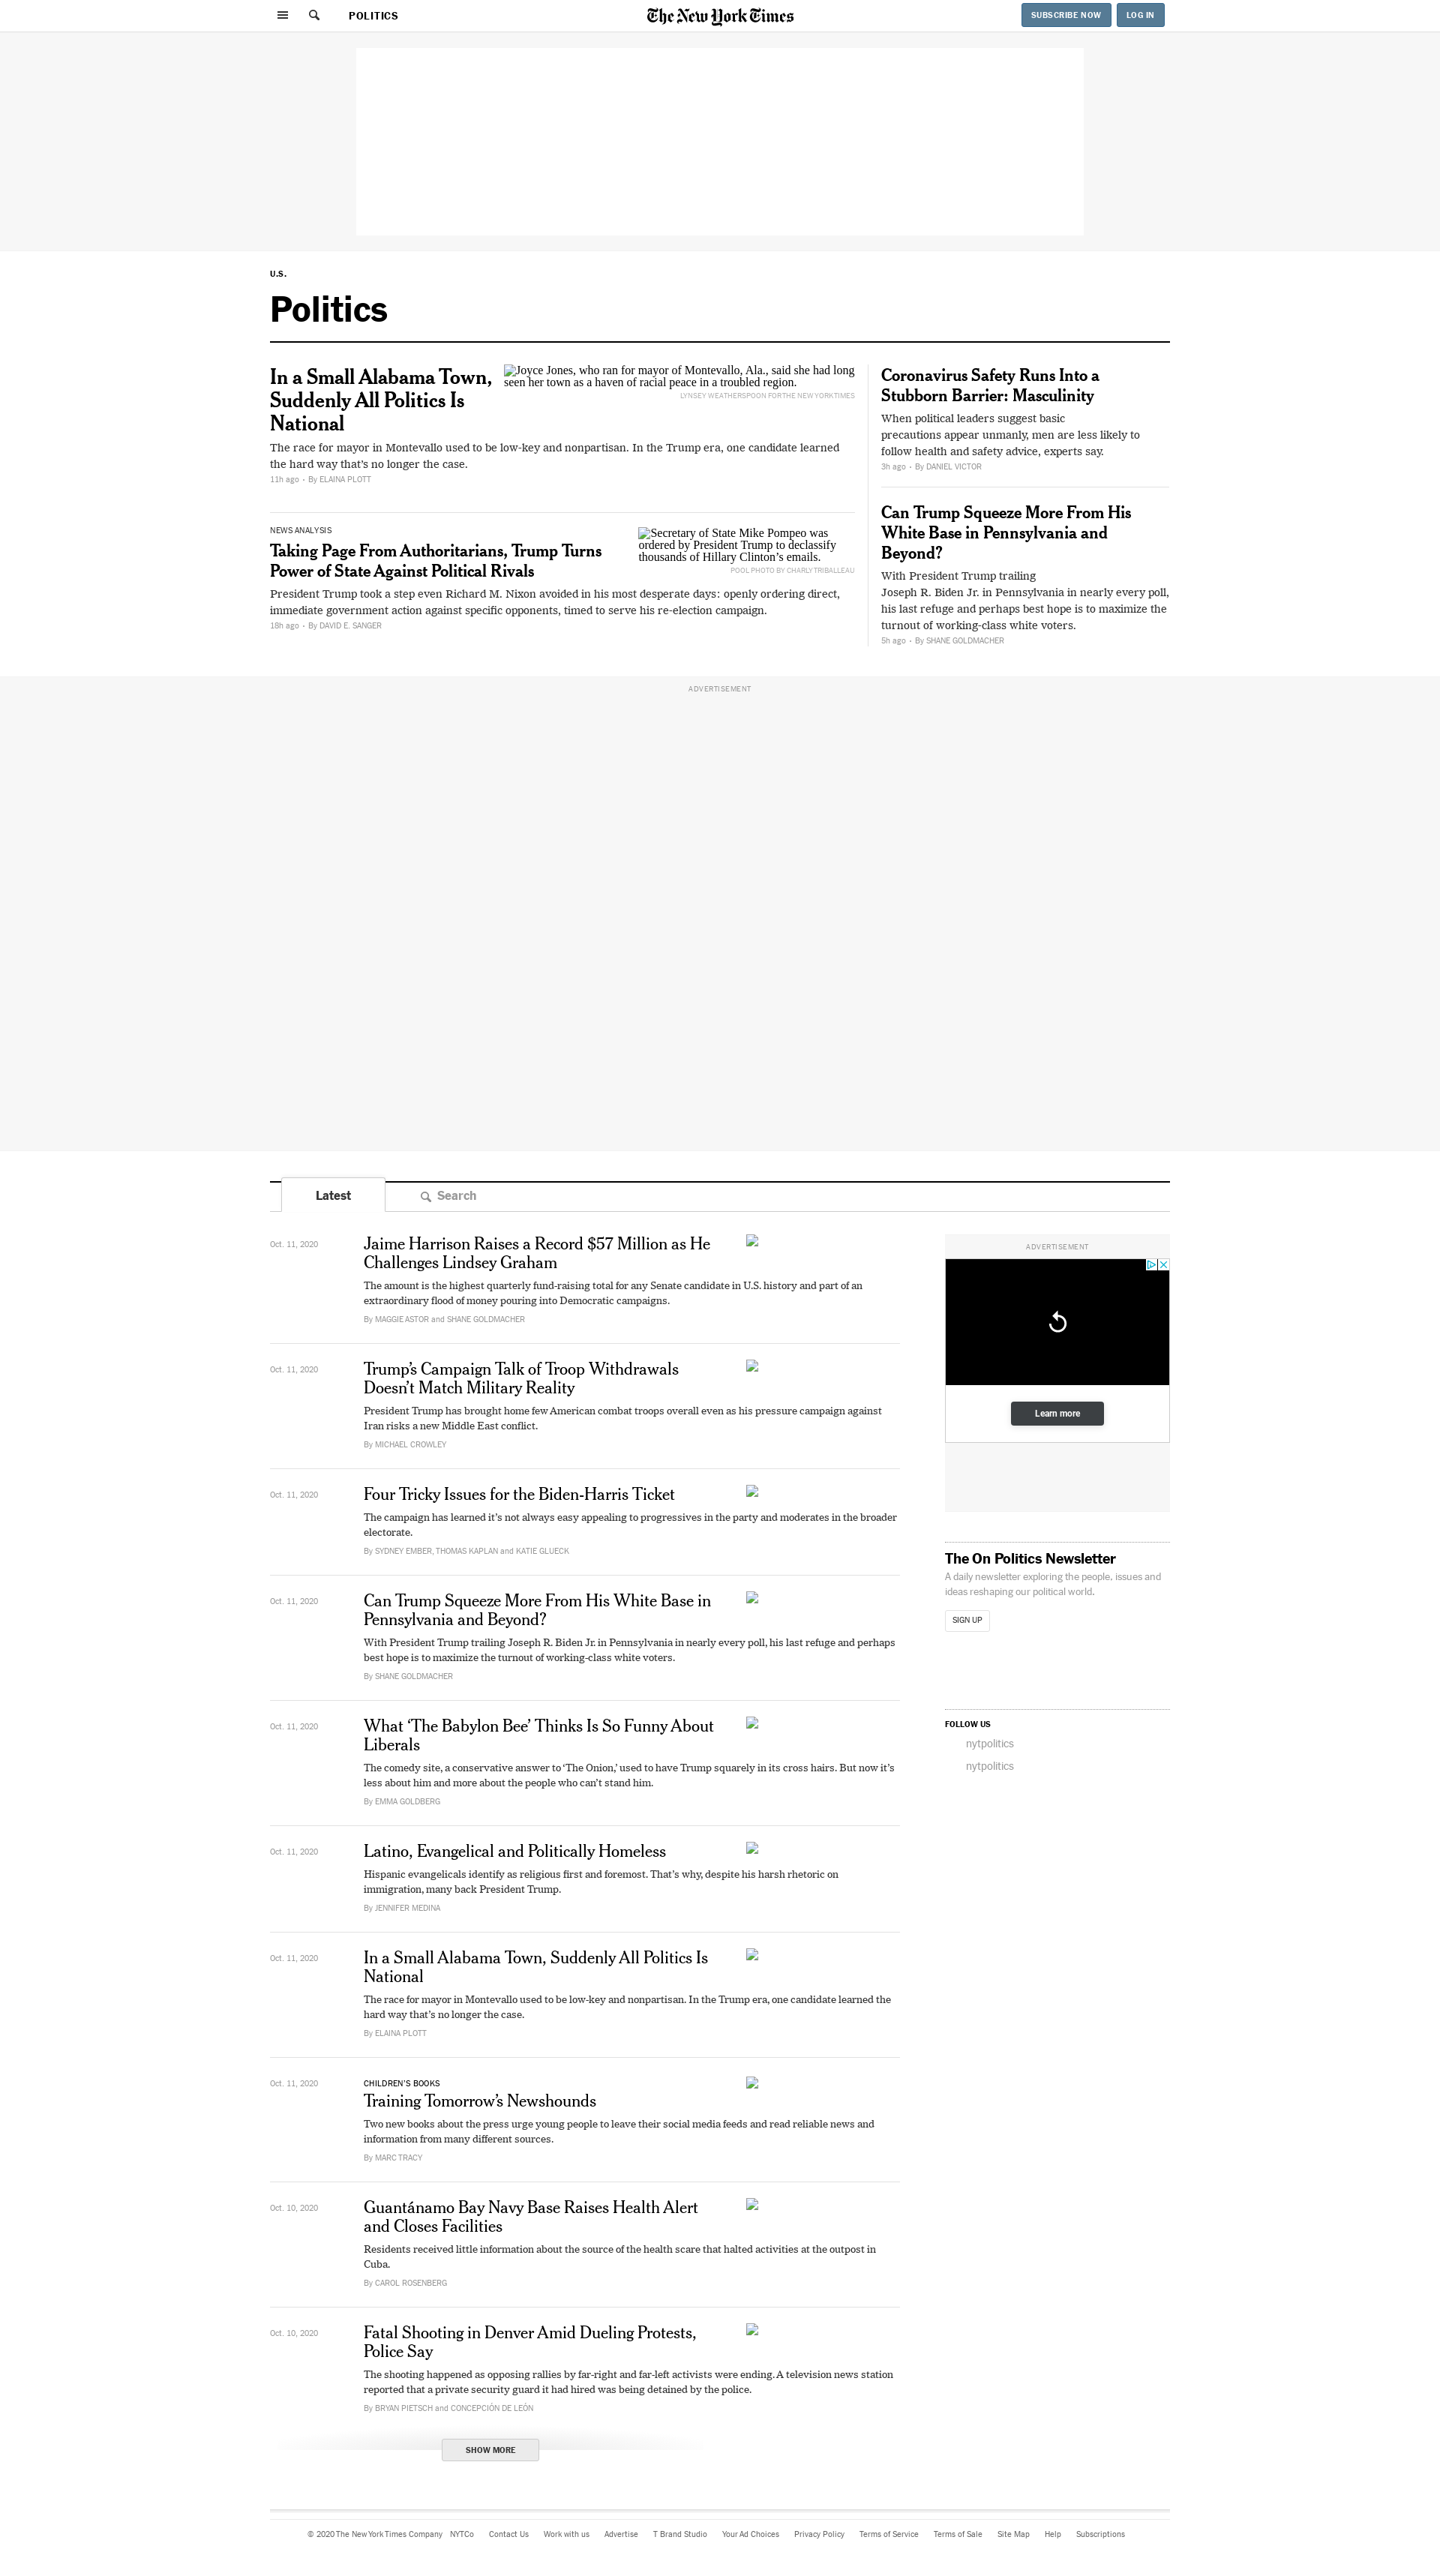 POLITICS
The New York Times
SUBSCRIBE NOW
LOG IN
U.S.
Politics
In a Small Alabama Town,
Suddenly All Politics Is
National
Joyce Jones, who ran for mayor of Montevallo, Ala., said she had long
seen her town as a haven of racial peace in a troubled region.
LYNSEY WEATHERSPOON FOR THE NEW YORK TIMES
The race for mayor in Montevallo used to be low-key and nonpartisan. In the Trump era, one candidate learned
the hard way that’s no longer the case.
11h ago • By ELAINA PLOTT
NEWS ANALYSIS
Taking Page From Authoritarians, Trump Turns
Power of State Against Political Rivals
Secretary of State Mike Pompeo was
ordered by President Trump to declassify
thousands of Hillary Clinton’s emails.
POOL PHOTO BY CHARLY TRIBALLEAU
President Trump took a step even Richard M. Nixon avoided in his most desperate days: openly ordering direct,
immediate government action against specific opponents, timed to serve his re-election campaign.
18h ago • By DAVID E. SANGER
Coronavirus Safety Runs Into a
Stubborn Barrier: Masculinity
When political leaders suggest basic
precautions appear unmanly, men are less likely to
follow health and safety advice, experts say.
3h ago • By DANIEL VICTOR
Can Trump Squeeze More From His
White Base in Pennsylvania and
Beyond?
With President Trump trailing
Joseph R. Biden Jr. in Pennsylvania in nearly every poll,
his last refuge and perhaps best hope is to maximize the
turnout of working-class white voters.
5h ago • By SHANE GOLDMACHER
ADVERTISEMENT
Latest
Search
Oct. 11, 2020
Jaime Harrison Raises a Record $57 Million as He
Challenges Lindsey Graham
The amount is the highest quarterly fund-raising total for any Senate candidate in U.S. history and part of an
extraordinary flood of money pouring into Democratic campaigns.
By MAGGIE ASTOR and SHANE GOLDMACHER
Oct. 11, 2020
Trump’s Campaign Talk of Troop Withdrawals
Doesn’t Match Military Reality
President Trump has brought home few American combat troops overall even as his pressure campaign against
Iran risks a new Middle East conflict.
By MICHAEL CROWLEY
Oct. 11, 2020
Four Tricky Issues for the Biden-Harris Ticket
The campaign has learned it’s not always easy appealing to progressives in the party and moderates in the broader
electorate.
By SYDNEY EMBER, THOMAS KAPLAN and KATIE GLUECK
Oct. 11, 2020
Can Trump Squeeze More From His White Base in
Pennsylvania and Beyond?
With President Trump trailing Joseph R. Biden Jr. in Pennsylvania in nearly every poll, his last refuge and perhaps
best hope is to maximize the turnout of working-class white voters.
By SHANE GOLDMACHER
Oct. 11, 2020
What ‘The Babylon Bee’ Thinks Is So Funny About
Liberals
The comedy site, a conservative answer to ‘The Onion,’ used to have Trump squarely in its cross hairs. But now it’s
less about him and more about the people who can’t stand him.
By EMMA GOLDBERG
Oct. 11, 2020
Latino, Evangelical and Politically Homeless
Hispanic evangelicals identify as religious first and foremost. That’s why, despite his harsh rhetoric on
immigration, many back President Trump.
By JENNIFER MEDINA
Oct. 11, 2020
In a Small Alabama Town, Suddenly All Politics Is
National
The race for mayor in Montevallo used to be low-key and nonpartisan. In the Trump era, one candidate learned the
hard way that’s no longer the case.
By ELAINA PLOTT
Oct. 11, 2020
CHILDREN’S BOOKS
Training Tomorrow’s Newshounds
Two new books about the press urge young people to leave their social media feeds and read reliable news and
information from many different sources.
By MARC TRACY
Oct. 10, 2020
Guantánamo Bay Navy Base Raises Health Alert
and Closes Facilities
Residents received little information about the source of the health scare that halted activities at the outpost in
Cuba.
By CAROL ROSENBERG
Oct. 10, 2020
Fatal Shooting in Denver Amid Dueling Protests,
Police Say
The shooting happened as opposing rallies by far-right and far-left activists were ending. A television news station
reported that a private security guard it had hired was being detained by the police.
By BRYAN PIETSCH and CONCEPCIÓN DE LEÓN
SHOW MORE
ADVERTISEMENT
Learn more
The On Politics Newsletter
A daily newsletter exploring the people, issues and
ideas reshaping our political world.
SIGN UP
FOLLOW US
nytpolitics
nytpolitics
© 2020 The New York Times Company NYTCo Contact Us Work with us Advertise T Brand Studio Your Ad Choices Privacy Policy Terms of Service Terms of Sale Site Map Help Subscriptions